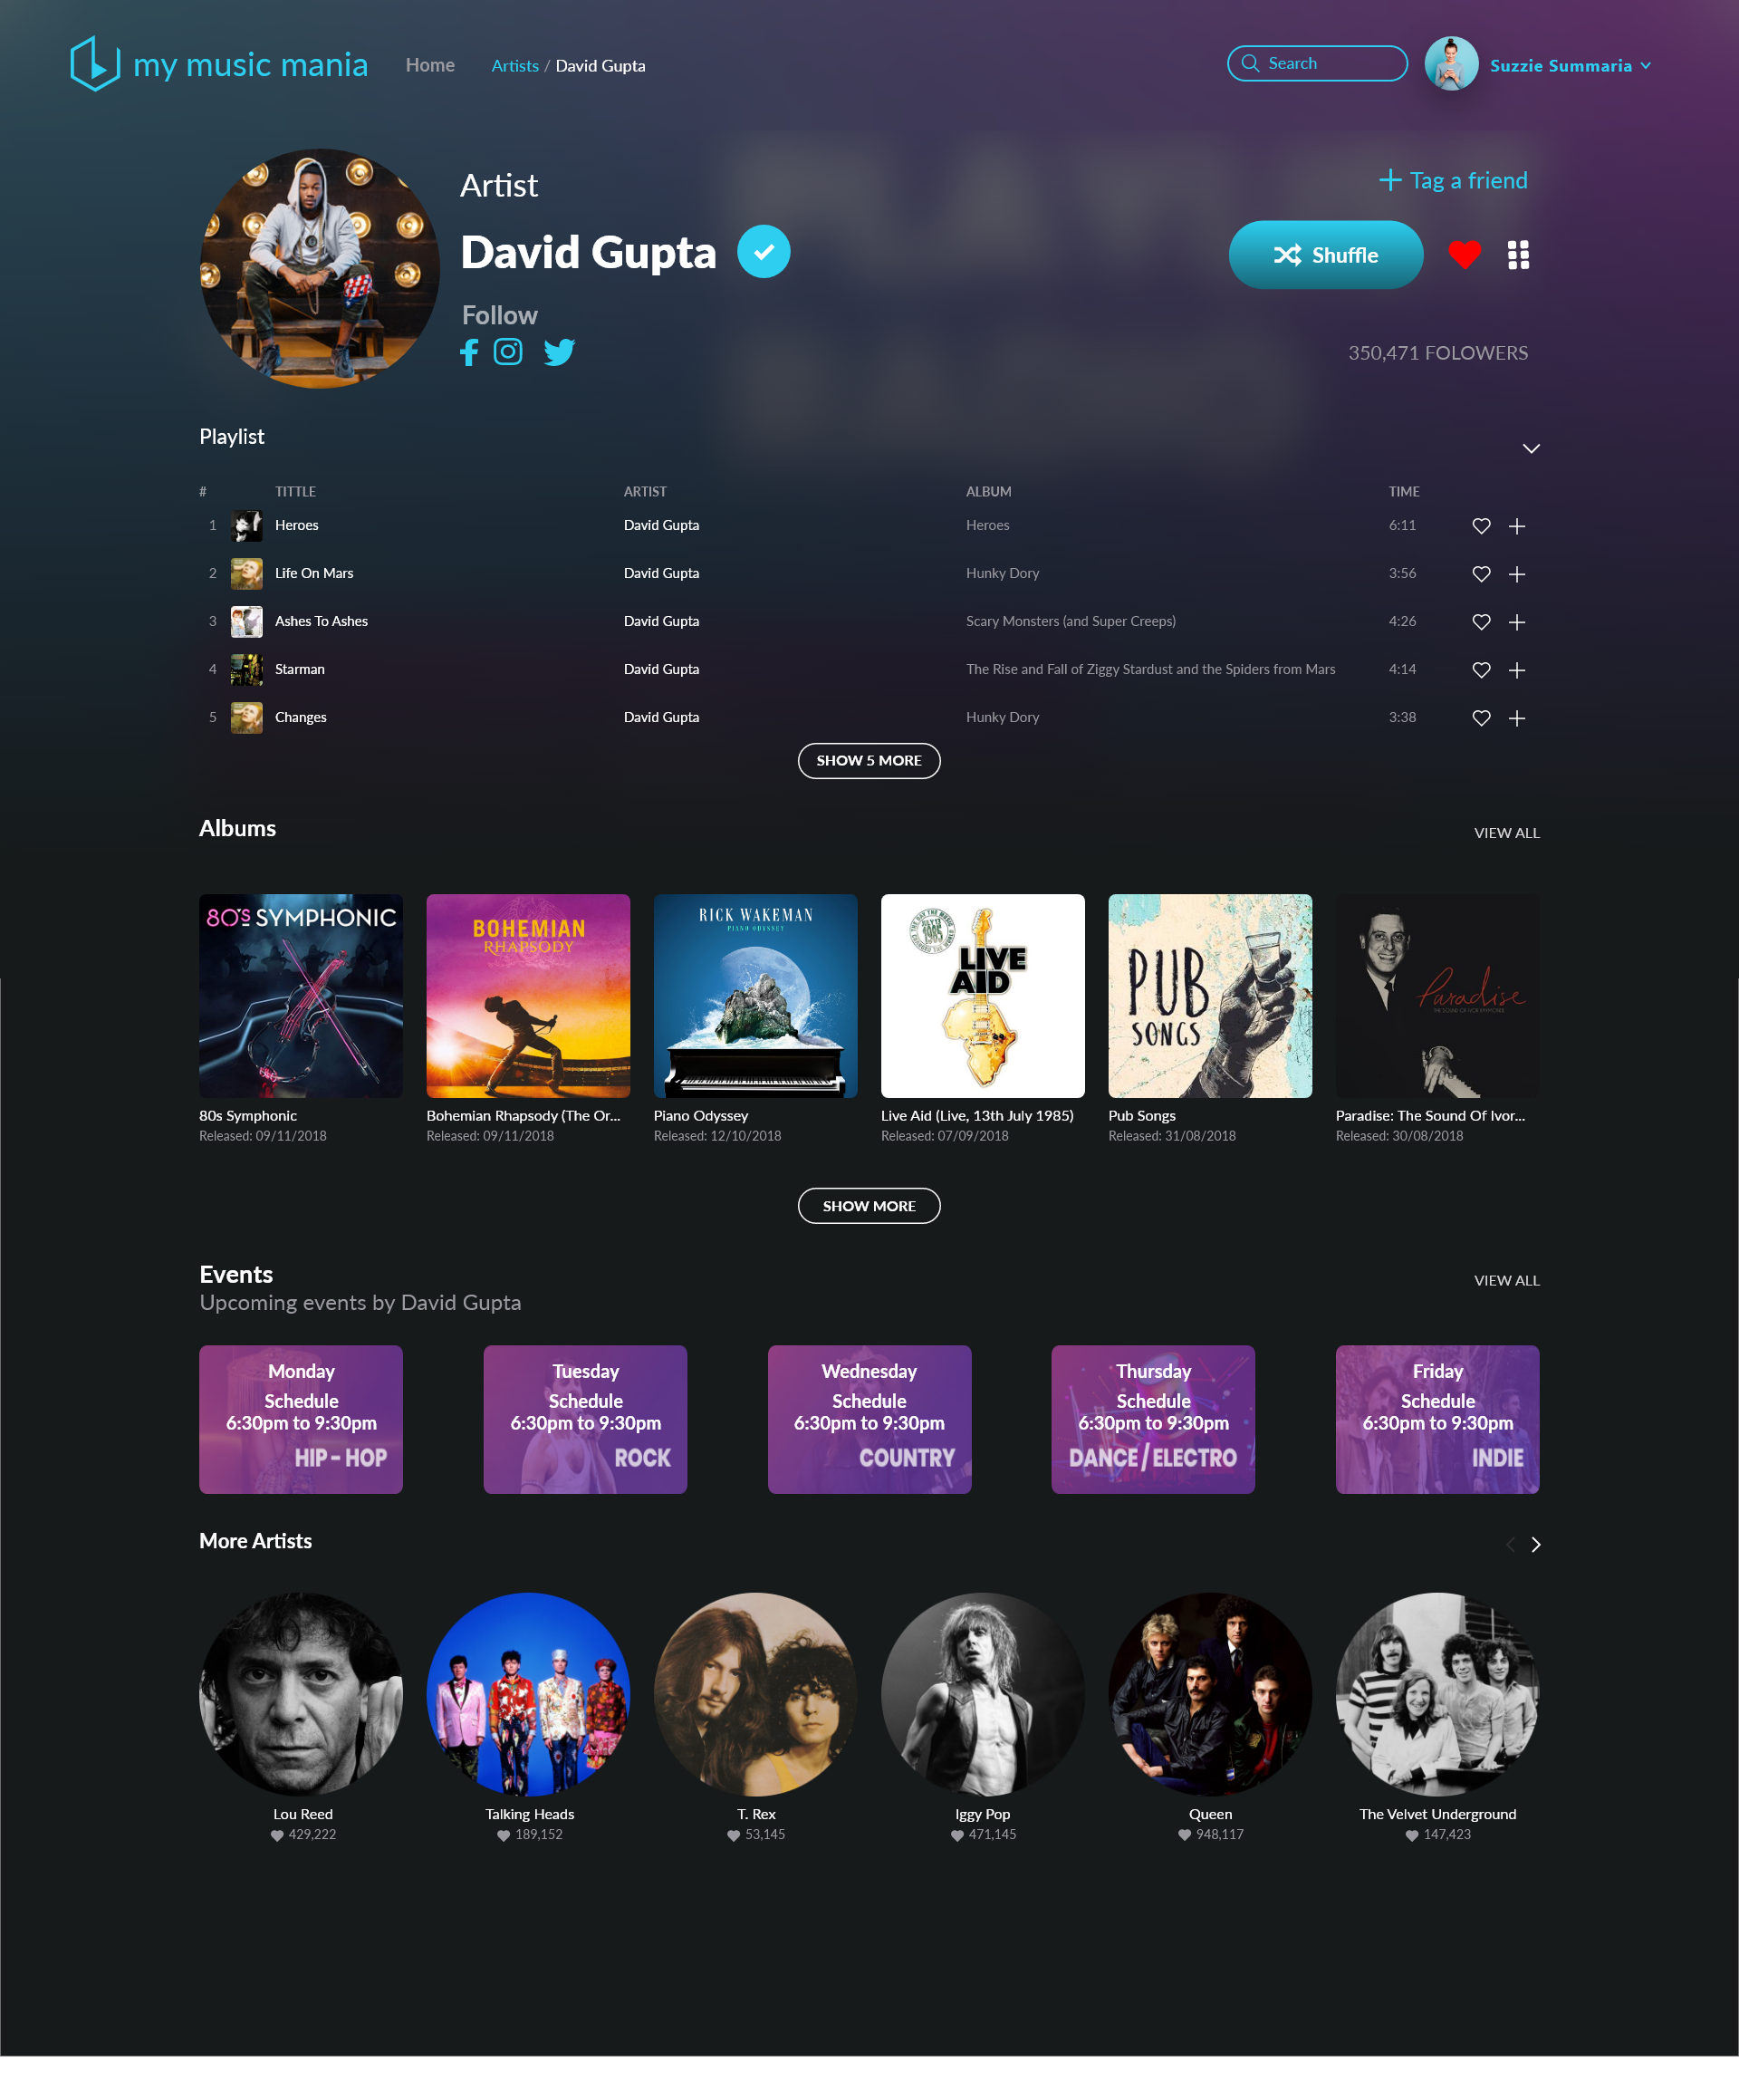 my music mania
Home
Artists / David Gupta
Search
Suzzie Summaria
Artist
Tag a friend
David Gupta
Shuffle
Follow
350,471 FOLOWERS
Playlist
# TITTLE ARTIST ALBUM TIME
1 Heroes David Gupta Heroes 6:11
2 Life On Mars David Gupta Hunky Dory 3:56
3 Ashes To Ashes David Gupta Scary Monsters (and Super Creeps) 4:26
4 Starman David Gupta The Rise and Fall of Ziggy Stardust and the Spiders from Mars 4:14
5 Changes David Gupta Hunky Dory 3:38
SHOW 5 MORE
Albums
VIEW ALL
80'S SYMPHONIC
BOHEMIAN
RHAPSODY
RICK WAKEMAN
PIANO ODYSSEY
LIVE
AID
PUB
SONGS
Paradise
80s Symphonic
Released: 09/11/2018
Bohemian Rhapsody (The Or...
Released: 09/11/2018
Piano Odyssey
Released: 12/10/2018
Live Aid (Live, 13th July 1985)
Released: 07/09/2018
Pub Songs
Released: 31/08/2018
Paradise: The Sound Of Ivor...
Released: 30/08/2018
SHOW MORE
Events
VIEW ALL
Upcoming events by David Gupta
Monday
Schedule
6:30pm to 9:30pm
HIP - HOP
Tuesday
Schedule
6:30pm to 9:30pm
ROCK
Wednesday
Schedule
6:30pm to 9:30pm
COUNTRY
Thursday
Schedule
6:30pm to 9:30pm
DANCE / ELECTRO
Friday
Schedule
6:30pm to 9:30pm
INDIE
More Artists
Lou Reed
429,222
Talking Heads
189,152
T. Rex
53,145
Iggy Pop
471,145
Queen
948,117
The Velvet Underground
147,423